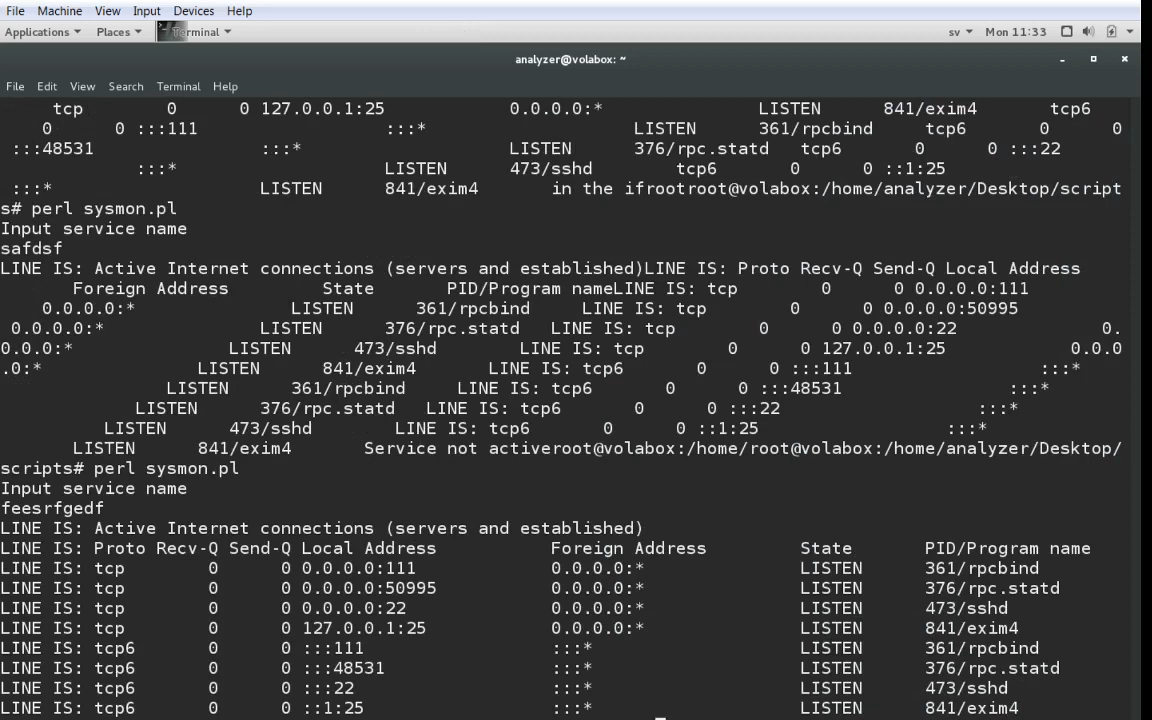 File Machine View Input Devices Help
Applications Places Terminal sv Mon 11:33
analyzer@volabox: ~
File Edit View Search Terminal Help
tcp 0 0 127.0.0.1:25 0.0.0.0:* LISTEN 841/exim4 tcp6
0 0 :::111 :::* LISTEN 361/rpcbind tcp6 0 0
:::48531 :::* LISTEN 376/rpc.statd tcp6 0 0 :::22
:::* LISTEN 473/sshd tcp6 0 0 ::1:25
:::* LISTEN 841/exim4 in the ifrootroot@volabox:/home/analyzer/Desktop/script
s# perl sysmon.pl
Input service name
safdsf
LINE IS: Active Internet connections (servers and established)LINE IS: Proto Recv-Q Send-Q Local Address
Foreign Address State PID/Program nameLINE IS: tcp 0 0 0.0.0.0:111
0.0.0.0:* LISTEN 361/rpcbind LINE IS: tcp 0 0 0.0.0.0:50995
0.0.0.0:* LISTEN 376/rpc.statd LINE IS: tcp 0 0 0.0.0.0:22 0.
0.0.0:* LISTEN 473/sshd LINE IS: tcp 0 0 127.0.0.1:25 0.0.0
.0:* LISTEN 841/exim4 LINE IS: tcp6 0 0 :::111 :::*
LISTEN 361/rpcbind LINE IS: tcp6 0 0 :::48531 :::*
LISTEN 376/rpc.statd LINE IS: tcp6 0 0 :::22 :::*
LISTEN 473/sshd LINE IS: tcp6 0 0 ::1:25 :::*
LISTEN 841/exim4 Service not activeroot@volabox:/home/root@volabox:/home/analyzer/Desktop/
scripts# perl sysmon.pl
Input service name
feesrfgedf
LINE IS: Active Internet connections (servers and established)
LINE IS: Proto Recv-Q Send-Q Local Address Foreign Address State PID/Program name
LINE IS: tcp 0 0 0.0.0.0:111 0.0.0.0:* LISTEN 361/rpcbind
LINE IS: tcp 0 0 0.0.0.0:50995 0.0.0.0:* LISTEN 376/rpc.statd
LINE IS: tcp 0 0 0.0.0.0:22 0.0.0.0:* LISTEN 473/sshd
LINE IS: tcp 0 0 127.0.0.1:25 0.0.0.0:* LISTEN 841/exim4
LINE IS: tcp6 0 0 :::111 :::* LISTEN 361/rpcbind
LINE IS: tcp6 0 0 :::48531 :::* LISTEN 376/rpc.statd
LINE IS: tcp6 0 0 :::22 :::* LISTEN 473/sshd
LINE IS: tcp6 0 0 ::1:25 :::* LISTEN 841/exim4